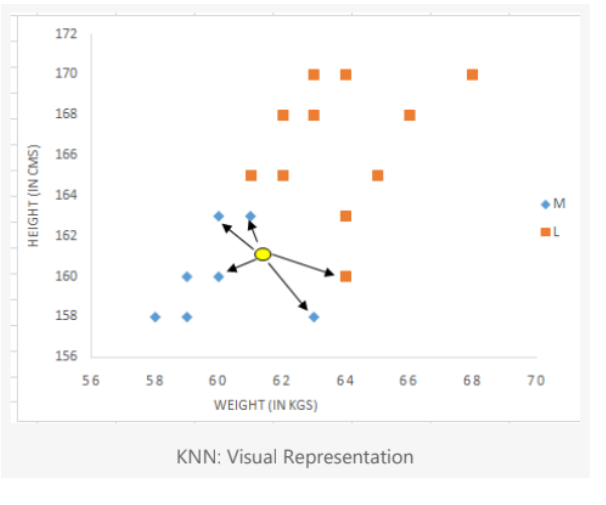 172
170
168
166
164
162
160
158
156
HEIGHT (IN CMS)
56 58 60 62 64 66 68 70
WEIGHT (IN KGS)
M
L
KNN: Visual Representation